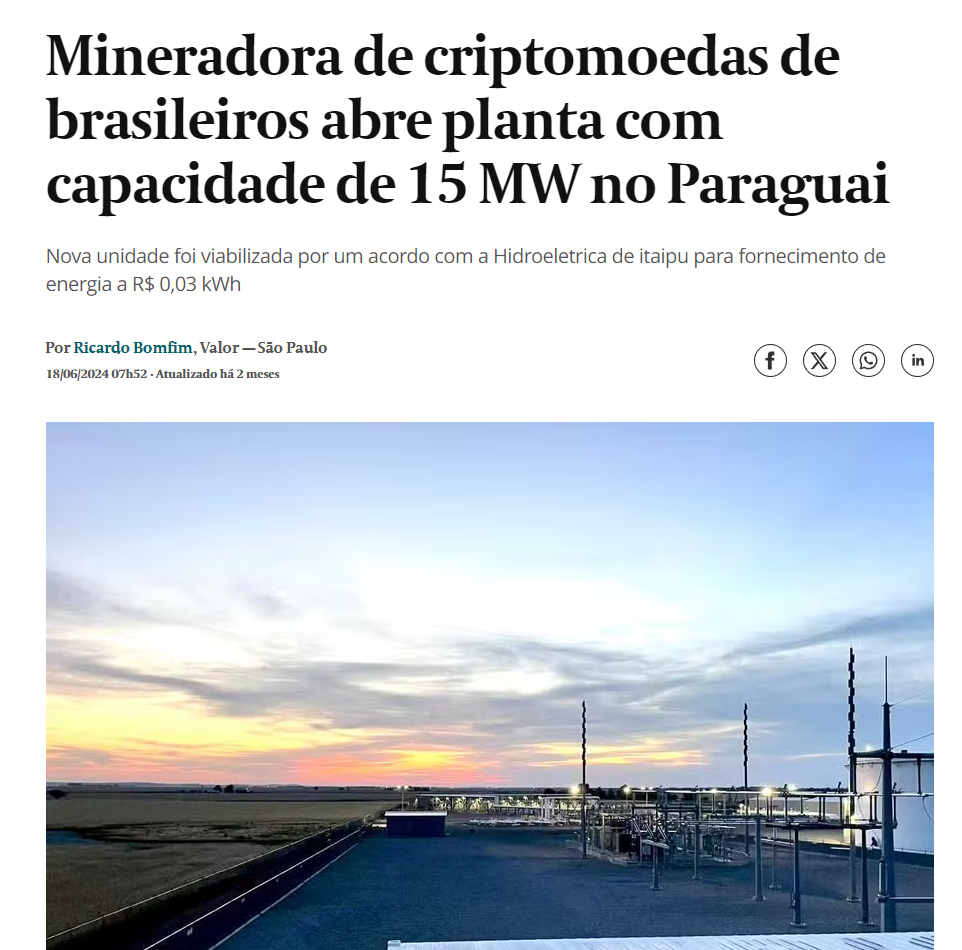 Mineradora de criptomoedas de
brasileiros abre planta com
capacidade de 15 MW no Paraguai
Nova unidade foi viabilizada por um acordo com a Hidroeletrica de itaipu para fornecimento de
energia a R$ 0,03 kWh
Por Ricardo Bomfim, Valor — São Paulo
18/06/2024 07h52 · Atualizado há 2 meses